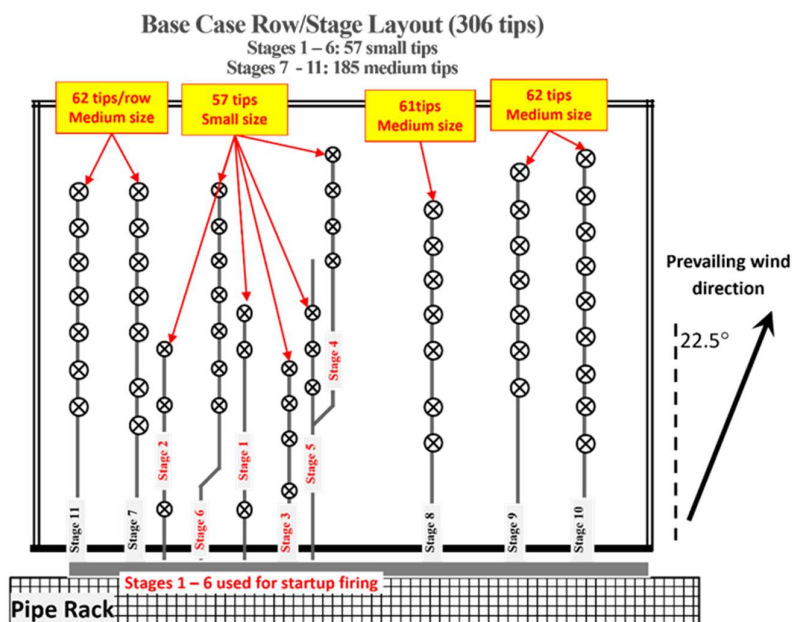 Base Case Row/Stage Layout (306 tips)
Stages 1 – 6: 57 small tips
Stages 7 - 11: 185 medium tips
62 tips/row
Medium size
57 tips
Small size
61tips
Medium size
62 tips
Medium size
Prevailing wind
direction
22.5°
Stage 11
Stage 7
Stage 2
Stage 6
Stage 1
Stage 3
Stage 5
Stage 4
Stage 8
Stage 9
Stage 10
Stages 1 – 6 used for startup firing
Pipe Rack